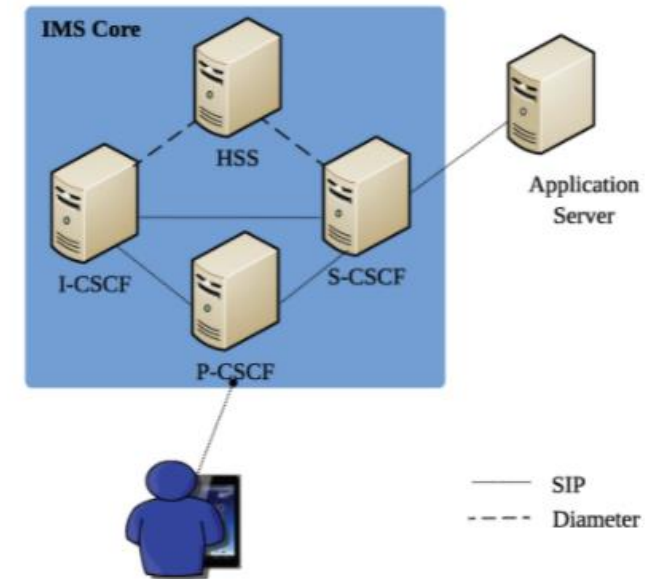 IMS Core
HSS
I-CSCF
S-CSCF
P-CSCF
Application
Server
SIP
Diameter